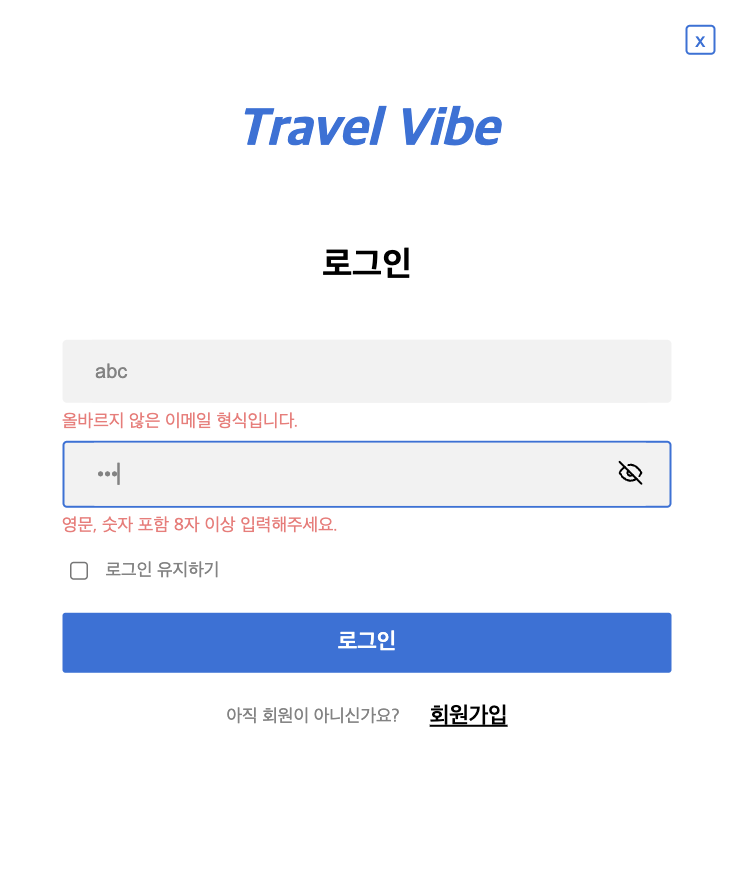 x
Travel Vibe
로그인
abc
올바르지 않은 이메일 형식입니다.
•••
영문, 숫자 포함 8자 이상 입력해주세요.
로그인 유지하기
로그인
아직 회원이 아니신가요? 회원가입